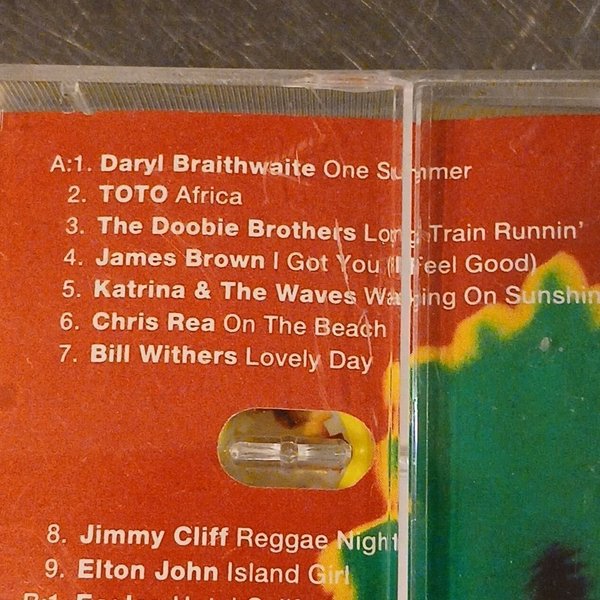 A:1. Daryl Braithwaite One Summer
2. TOTO Africa
3. The Doobie Brothers Long Train Runnin'
4. James Brown I Got You (I Feel Good)
5. Katrina & The Waves Walking On Sunshin
6. Chris Rea On The Beach
7. Bill Withers Lovely Day
8. Jimmy Cliff Reggae Night
9. Elton John Island Girl